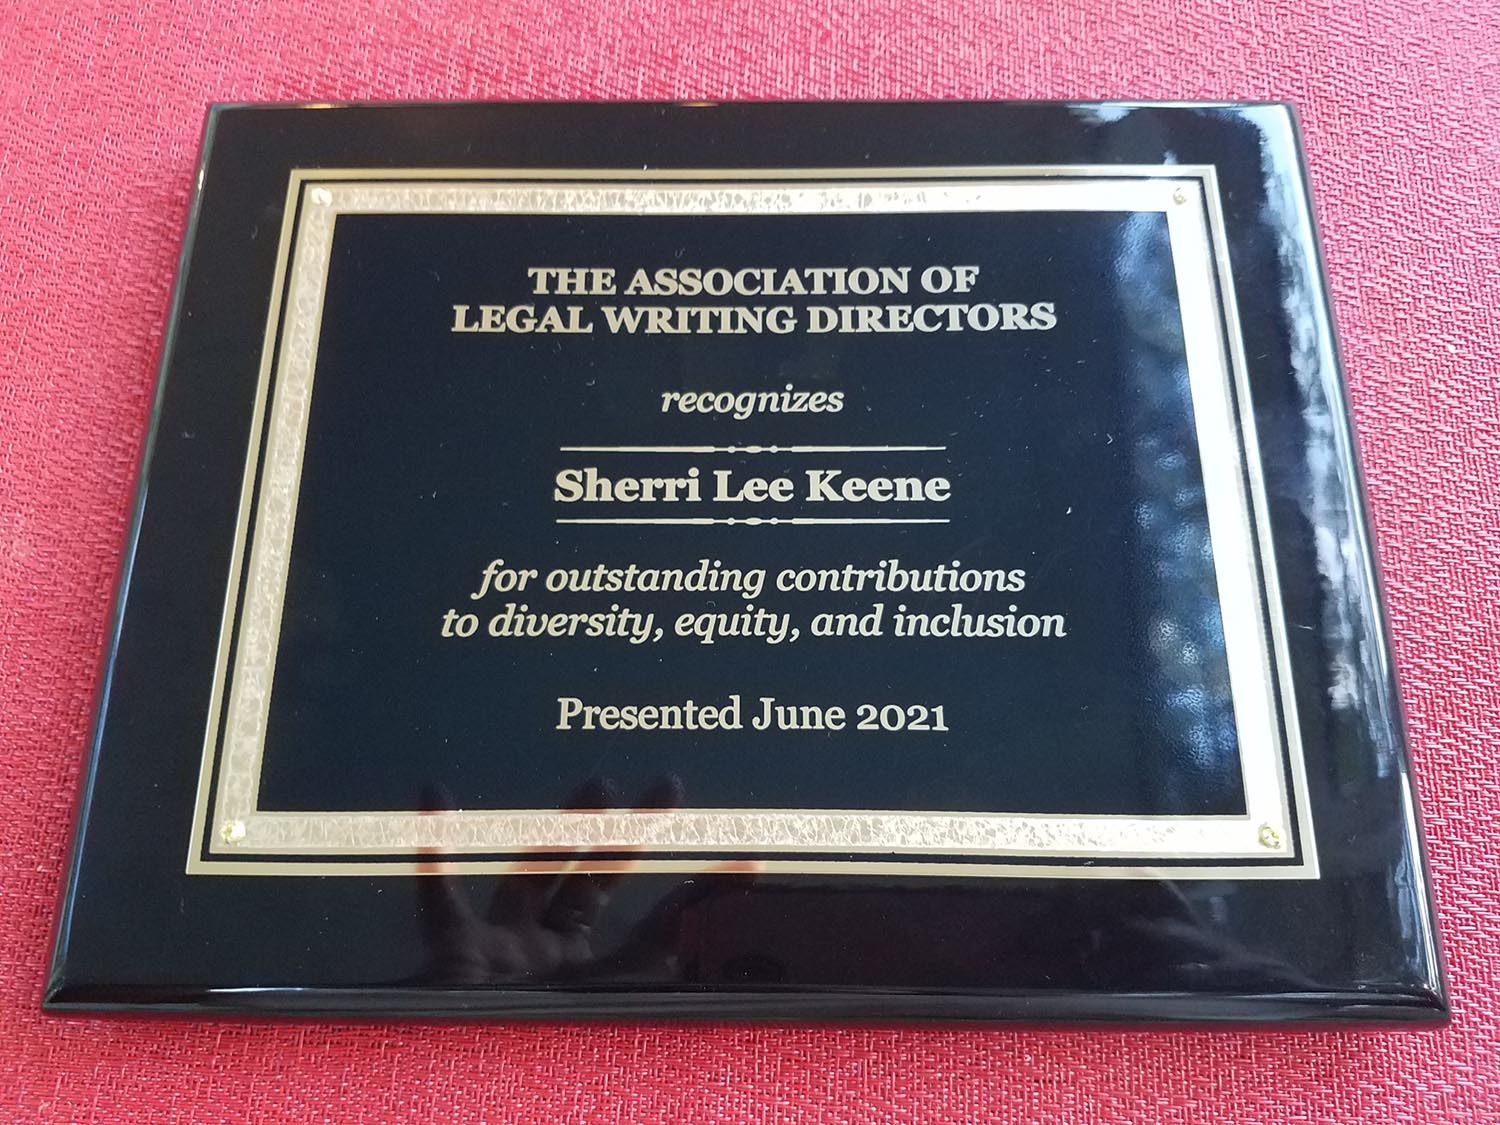 THE ASSOCIATION OF
LEGAL WRITING DIRECTORS
recognizes
Sherri Lee Keene
for outstanding contributions
to diversity, equity, and inclusion
Presented June 2021